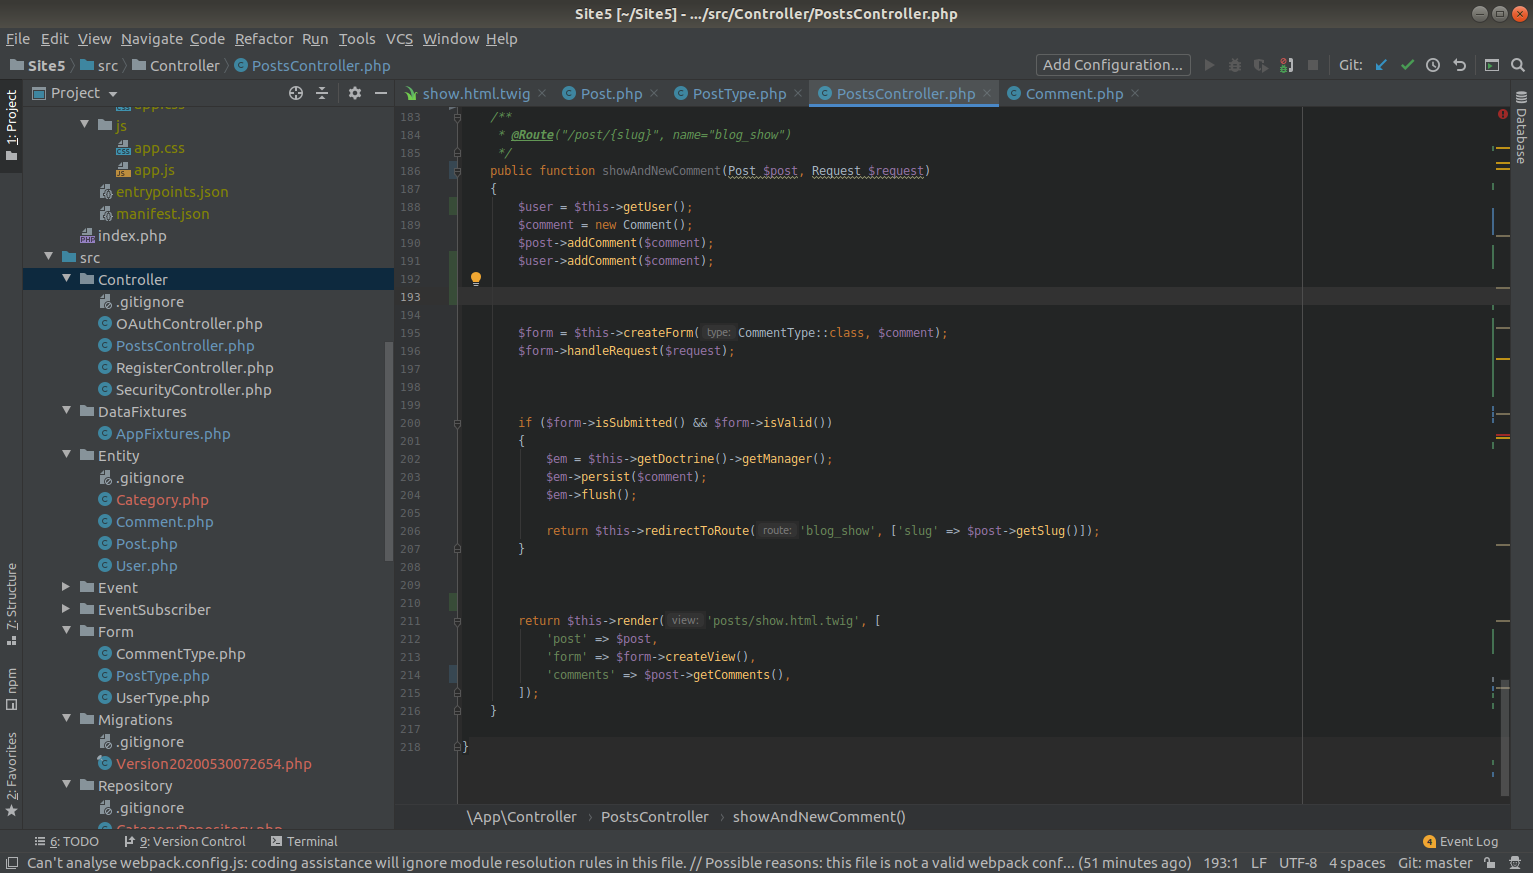 Site5 [~/Site5] - .../src/Controller/PostsController.php
File Edit View Navigate Code Refactor Run Tools VCS Window Help
Site5 src Controller PostsController.php Add Configuration... Git:
1: Project
7: Structure
npm
2: Favorites
Project
js
app.css
app.js
entrypoints.json
manifest.json
index.php
src
Controller
.gitignore
OAuthController.php
PostsController.php
RegisterController.php
SecurityController.php
DataFixtures
AppFixtures.php
Entity
.gitignore
Category.php
Comment.php
Post.php
User.php
Event
EventSubscriber
Form
CommentType.php
PostType.php
UserType.php
Migrations
.gitignore
Version20200530072654.php
Repository
.gitignore
CategoryRepository.php
show.html.twig Post.php PostType.php PostsController.php Comment.php
183 /**
184 * @Route("/post/{slug}", name="blog_show")
185 */
186 public function showAndNewComment(Post $post, Request $request)
187 {
188 $user = $this->getUser();
189 $comment = new Comment();
190 $post->addComment($comment);
191 $user->addComment($comment);
192
193
194
195 $form = $this->createForm( type: CommentType::class, $comment);
196 $form->handleRequest($request);
197
198
199
200 if ($form->isSubmitted() && $form->isValid())
201 {
202 $em = $this->getDoctrine()->getManager();
203 $em->persist($comment);
204 $em->flush();
205
206 return $this->redirectToRoute( route: 'blog_show', ['slug' => $post->getSlug()]);
207 }
208
209
210
211 return $this->render( view: 'posts/show.html.twig', [
212 'post' => $post,
213 'form' => $form->createView(),
214 'comments' => $post->getComments(),
215 ]);
216 }
217
218 }
Database
\App\Controller › PostsController › showAndNewComment()
6: TODO 9: Version Control Terminal 4 Event Log
Can't analyse webpack.config.js: coding assistance will ignore module resolution rules in this file. // Possible reasons: this file is not a valid webpack conf... (51 minutes ago) 193:1 LF UTF-8 4 spaces Git: master